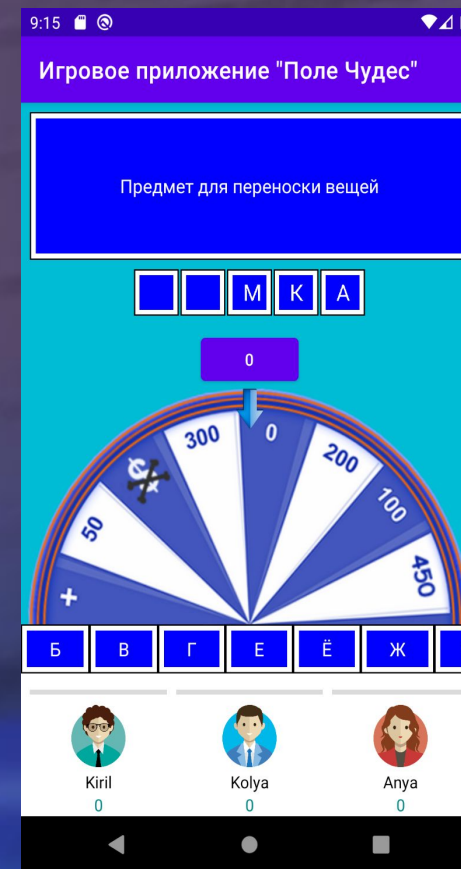 9:15
Игровое приложение "Поле Чудес"
Предмет для переноски вещей
М К А
0
300 0 200 100 450
50
+
Б В Г Е Ё Ж
Kiril Kolya Anya
0 0 0